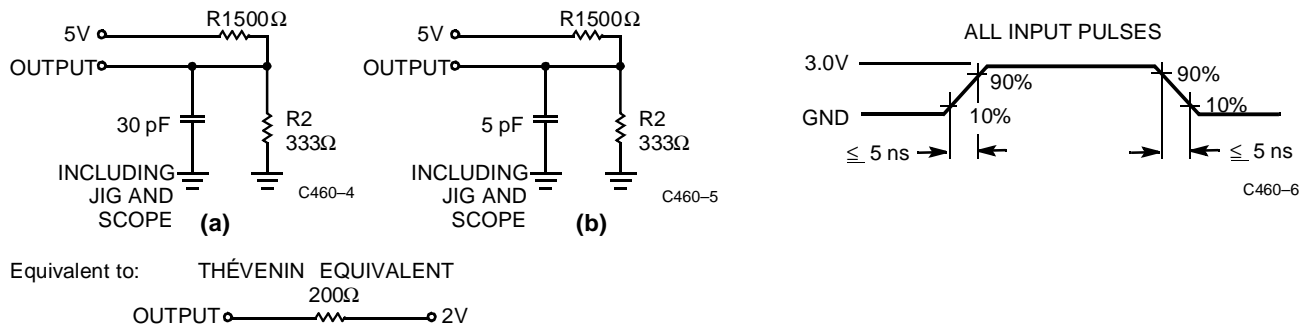 R1500Ω
5V
OUTPUT
30 pF
R2
333Ω
INCLUDING
JIG AND
SCOPE
(a)
C460–4
R1500Ω
5V
OUTPUT
5 pF
R2
333Ω
INCLUDING
JIG AND
SCOPE
(b)
C460–5
ALL INPUT PULSES
3.0V
GND
90%
10%
90%
10%
≤ 5 ns
≤ 5 ns
C460–6
Equivalent to: THÉVENIN EQUIVALENT
200Ω
OUTPUT
2V